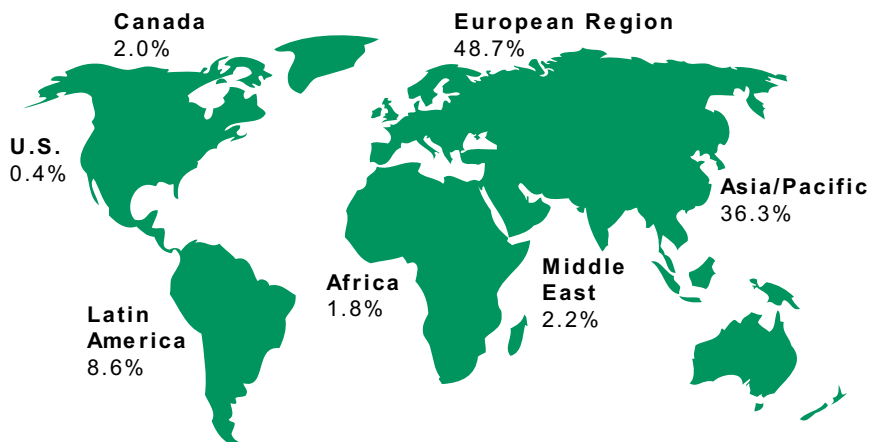 Canada
2.0%
European Region
48.7%
U.S.
0.4%
Asia/Pacific
36.3%
Africa
1.8%
Middle
East
2.2%
Latin
America
8.6%